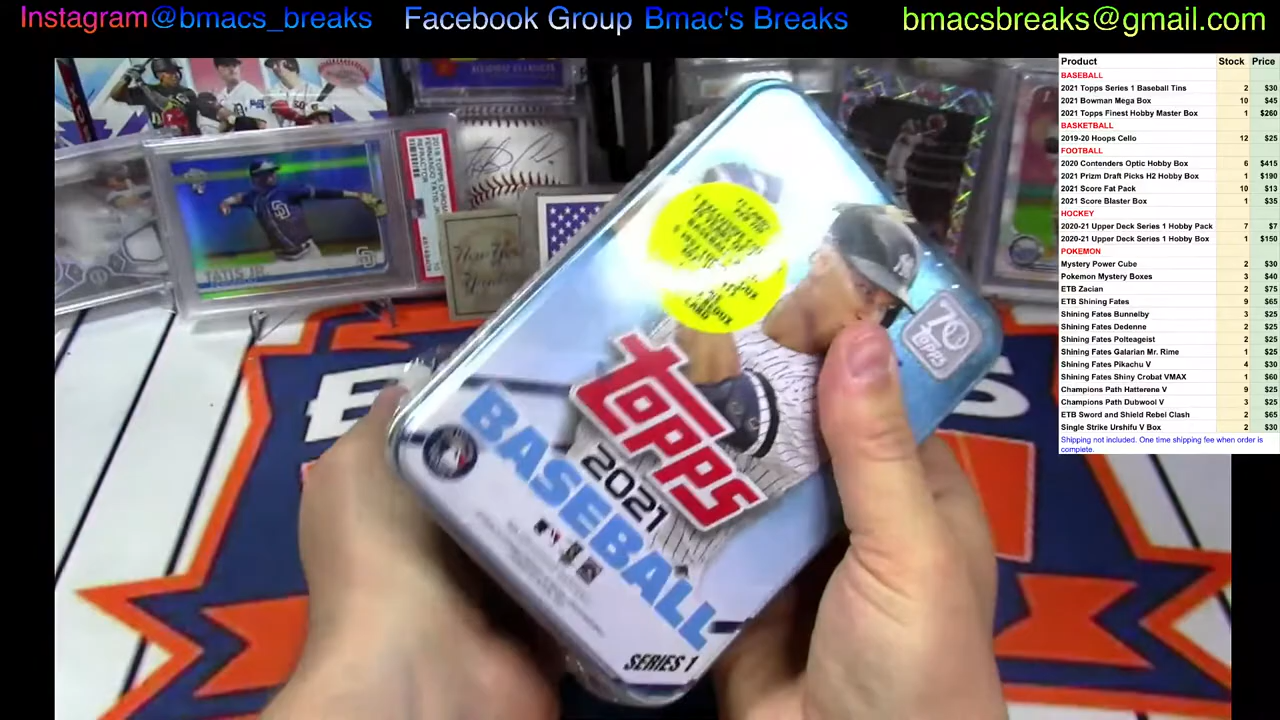 Instagram@bmacs_breaks
Facebook Group Bmac's Breaks
bmacsbreaks@gmail.com
Product Stock Price
BASEBALL
2021 Topps Series 1 Baseball Tins 2 $30
2021 Bowman Mega Box 10 $45
2021 Topps Finest Hobby Master Box 1 $260
BASKETBALL
2019-20 Hoops Cello 12 $25
FOOTBALL
2020 Contenders Optic Hobby Box 6 $415
2021 Prizm Draft Picks H2 Hobby Box 1 $190
2021 Score Fat Pack 10 $13
2021 Score Blaster Box 1 $35
HOCKEY
2020-21 Upper Deck Series 1 Hobby Pack 7 $7
2020-21 Upper Deck Series 1 Hobby Box 1 $150
POKEMON
Mystery Power Cube 2 $30
Pokemon Mystery Boxes 3 $40
ETB Zacian 2 $75
ETB Shining Fates 9 $65
Shining Fates Bunnelby 3 $25
Shining Fates Dedenne 2 $25
Shining Fates Polteageist 2 $25
Shining Fates Galarian Mr. Rime 1 $25
Shining Fates Pikachu V 4 $30
Shining Fates Shiny Crobat VMAX 1 $60
Champions Path Hatterene V 9 $25
Champions Path Dubwool V 3 $25
ETB Sword and Shield Rebel Clash 2 $65
Single Strike Urshifu V Box 2 $30
Shipping not included. One time shipping fee when order is
complete.
TATIS JR.
70
TOPPS
TOPPS
2021
BASEBALL
SERIES 1